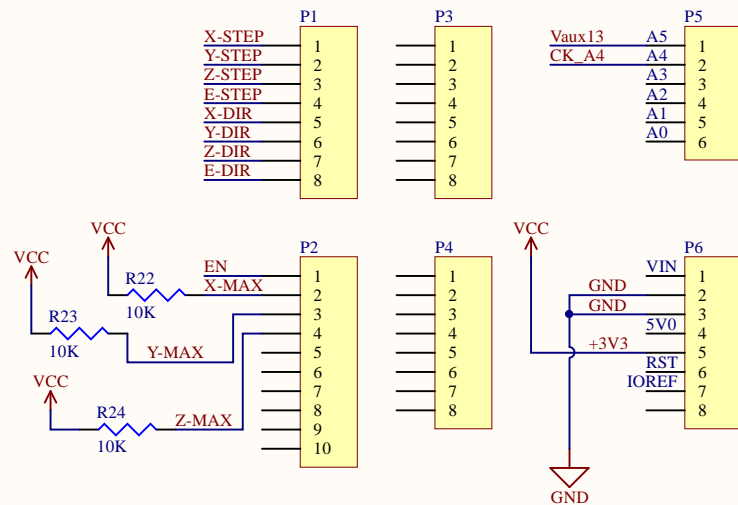 P1
X-STEP 1
Y-STEP 2
Z-STEP 3
E-STEP 4
X-DIR 5
Y-DIR 6
Z-DIR 7
E-DIR 8
P3
1
2
3
4
5
6
7
8
P5
Vaux13 A5 1
CK_A4 A4 2
A3 3
A2 4
A1 5
A0 6
VCC
VCC
R22
10K
R23
10K
VCC
R24
10K
P2
EN 1
X-MAX 2
3
4
Y-MAX 5
6
7
8
Z-MAX 9
10
P4
1
2
3
4
5
6
7
8
VCC
P6
VIN 1
GND 2
GND 3
5V0 4
+3V3 5
RST 6
IOREF 7
8
GND